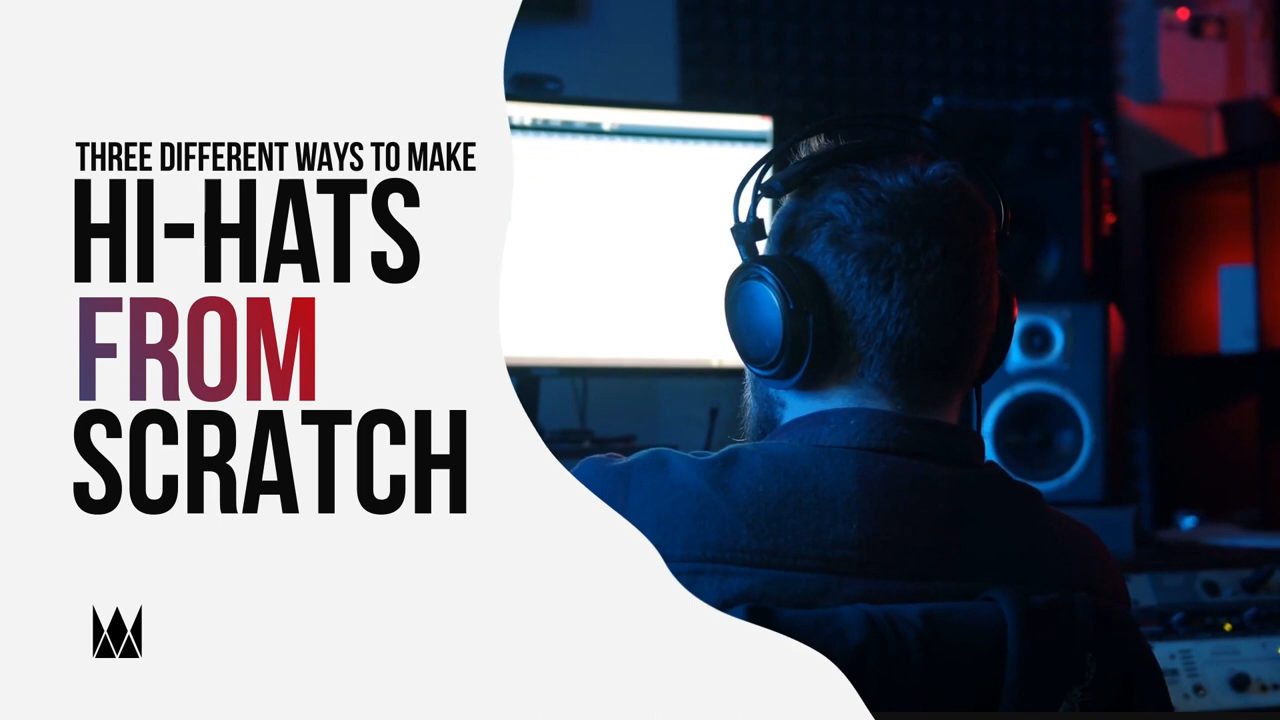 THREE DIFFERENT WAYS TO MAKE
HI-HATS
FROM
SCRATCH